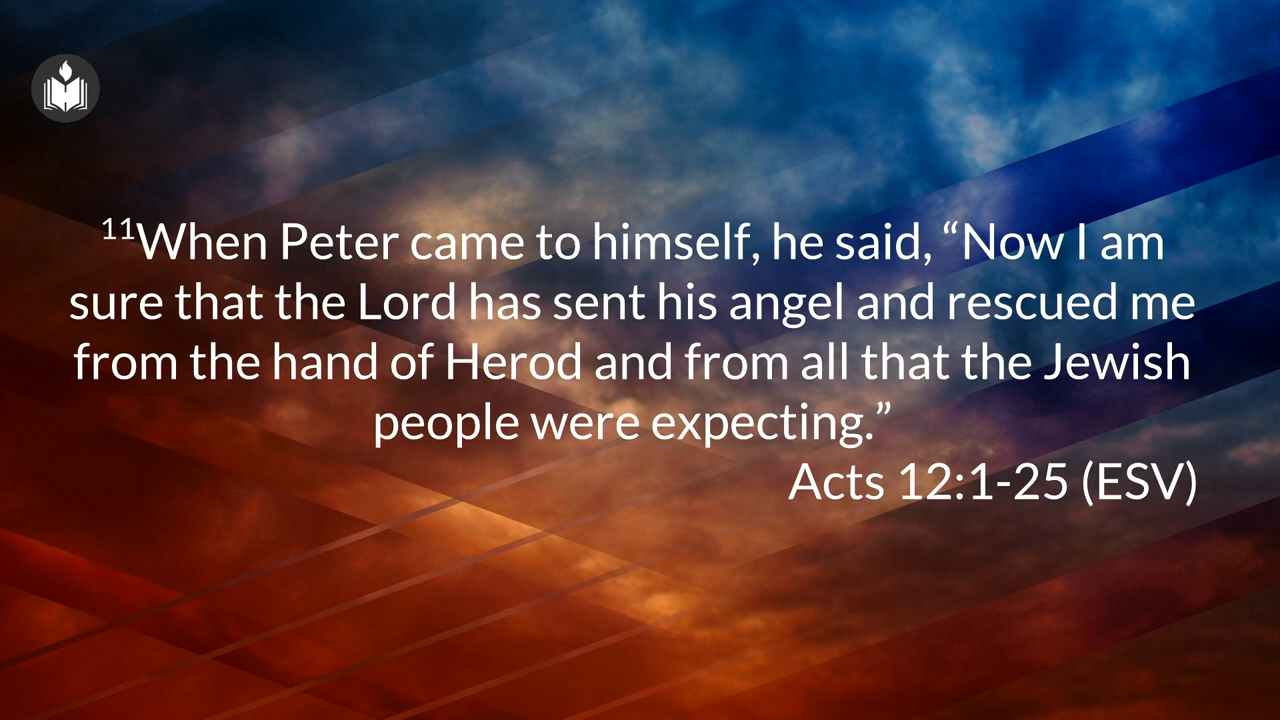 ¹¹When Peter came to himself, he said, “Now I am
sure that the Lord has sent his angel and rescued me
from the hand of Herod and from all that the Jewish
people were expecting.”
Acts 12:1-25 (ESV)